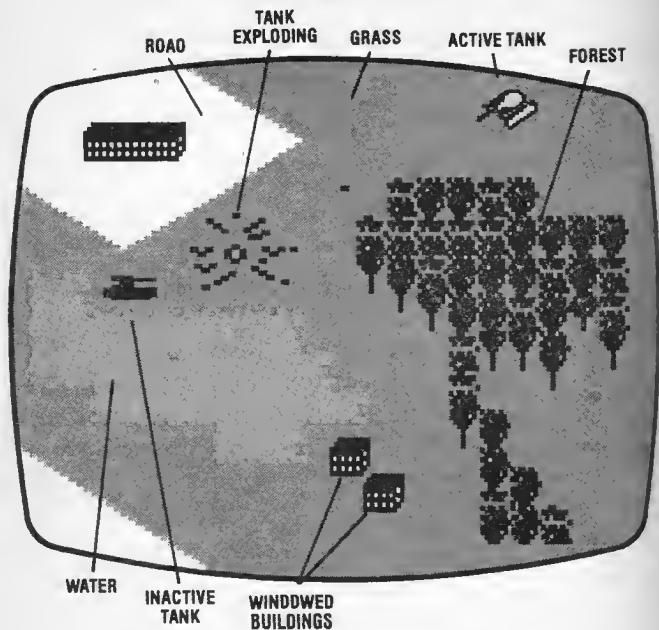 TANK
EXPLODING
ROAO
GRASS
ACTIVE TANK
FOREST
WATER
INACTIVE
TANK
WINDDWED
BUILDINGS